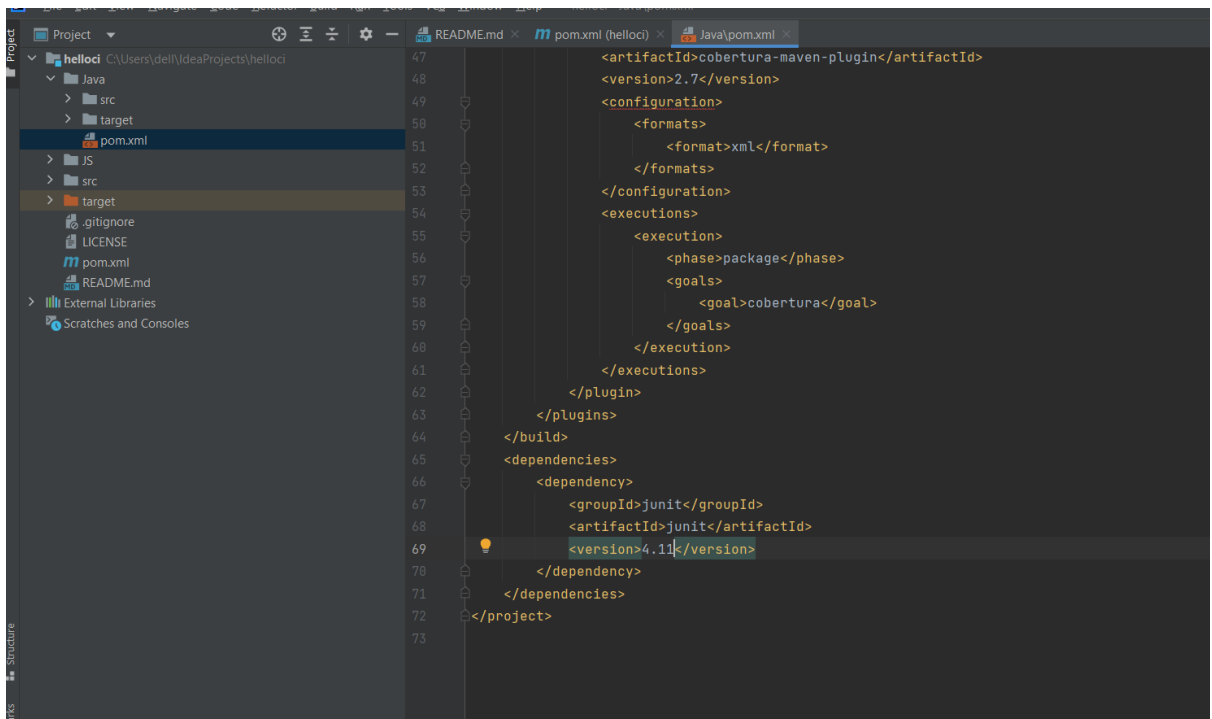 Project
README.md
pom.xml (helloci)
Java\pom.xml
Project
helloci C:\Users\dell\IdeaProjects\helloci
Java
src
target
pom.xml
JS
src
target
.gitignore
LICENSE
pom.xml
README.md
External Libraries
Scratches and Consoles
Structure
47 <artifactId>cobertura-maven-plugin</artifactId>
48 <version>2.7</version>
49 <configuration>
50 <formats>
51 <format>xml</format>
52 </formats>
53 </configuration>
54 <executions>
55 <execution>
56 <phase>package</phase>
57 <goals>
58 <goal>cobertura</goal>
59 </goals>
60 </execution>
61 </executions>
62 </plugin>
63 </plugins>
64 </build>
65 <dependencies>
66 <dependency>
67 <groupId>junit</groupId>
68 <artifactId>junit</artifactId>
69 <version>4.11</version>
70 </dependency>
71 </dependencies>
72 </project>
73